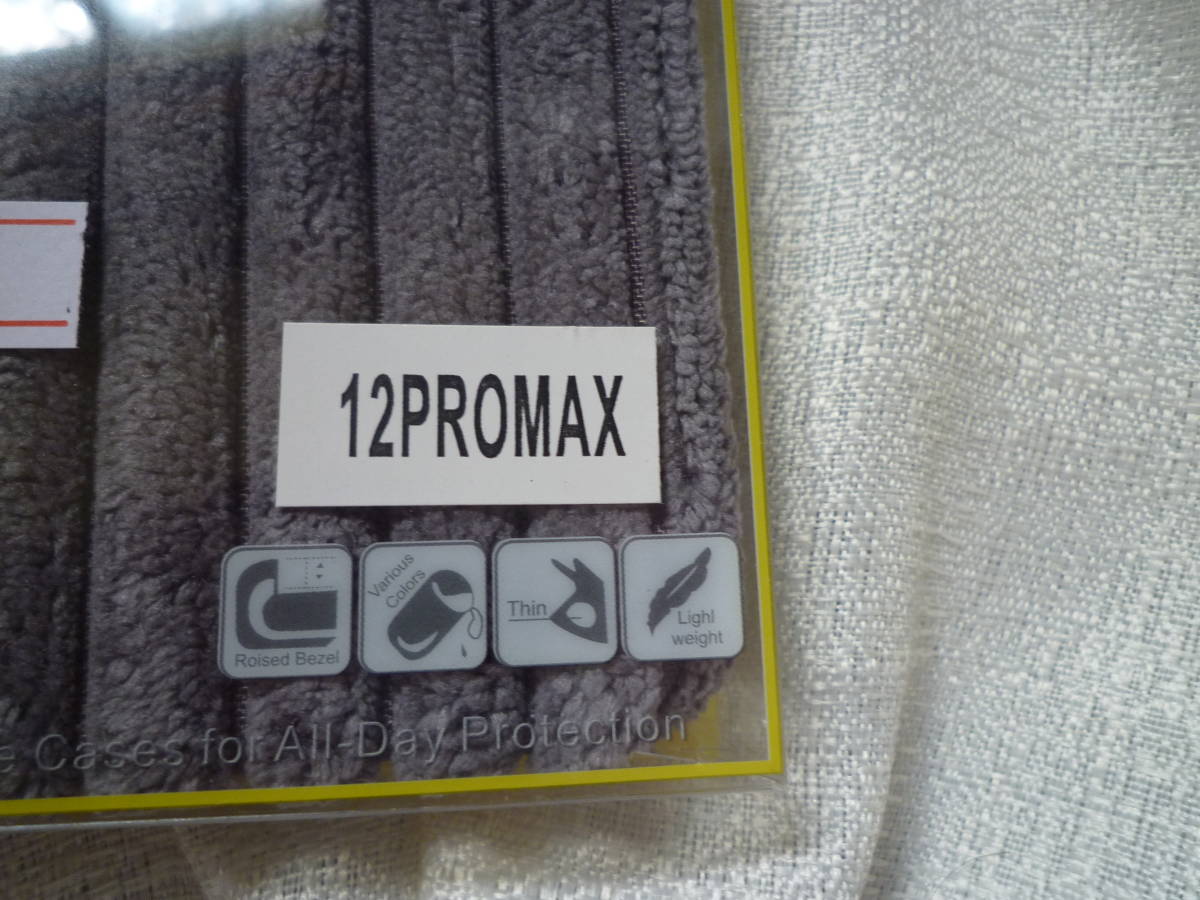 12PROMAX
Roised Bezel
Various
Colors
Thin
Lighl
weight
e Cases for All-Day Protection